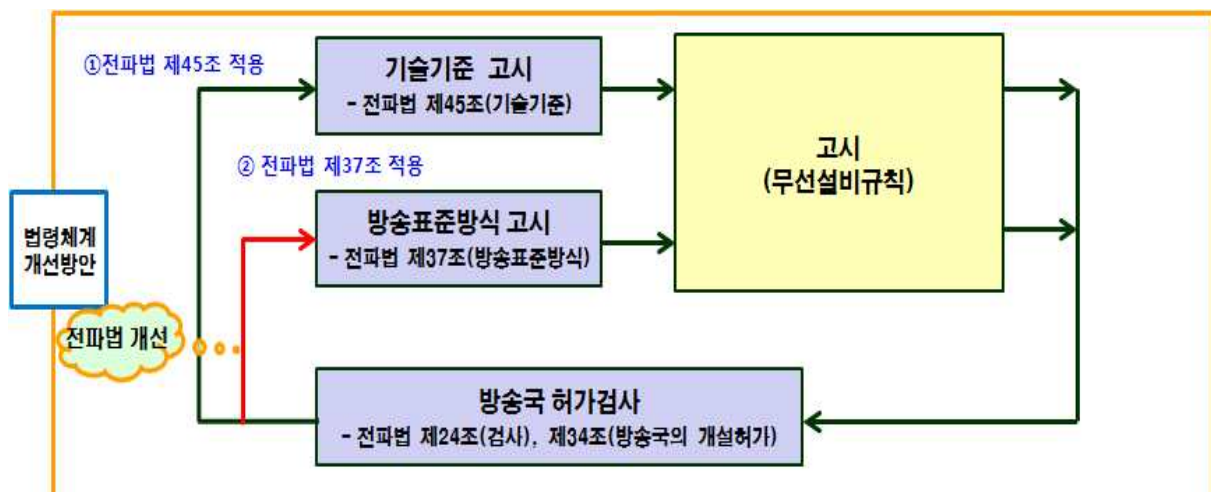 ①전파법 제45조 적용
기술기준 고시
- 전파법 제45조(기술기준)
② 전파법 제37조 적용
방송표준방식 고시
- 전파법 제37조(방송표준방식)
고시
(무선설비규칙)
법령체계
개선방안
전파법 개선
방송국 허가검사
- 전파법 제24조(검사), 제34조(방송국의 개설허가)